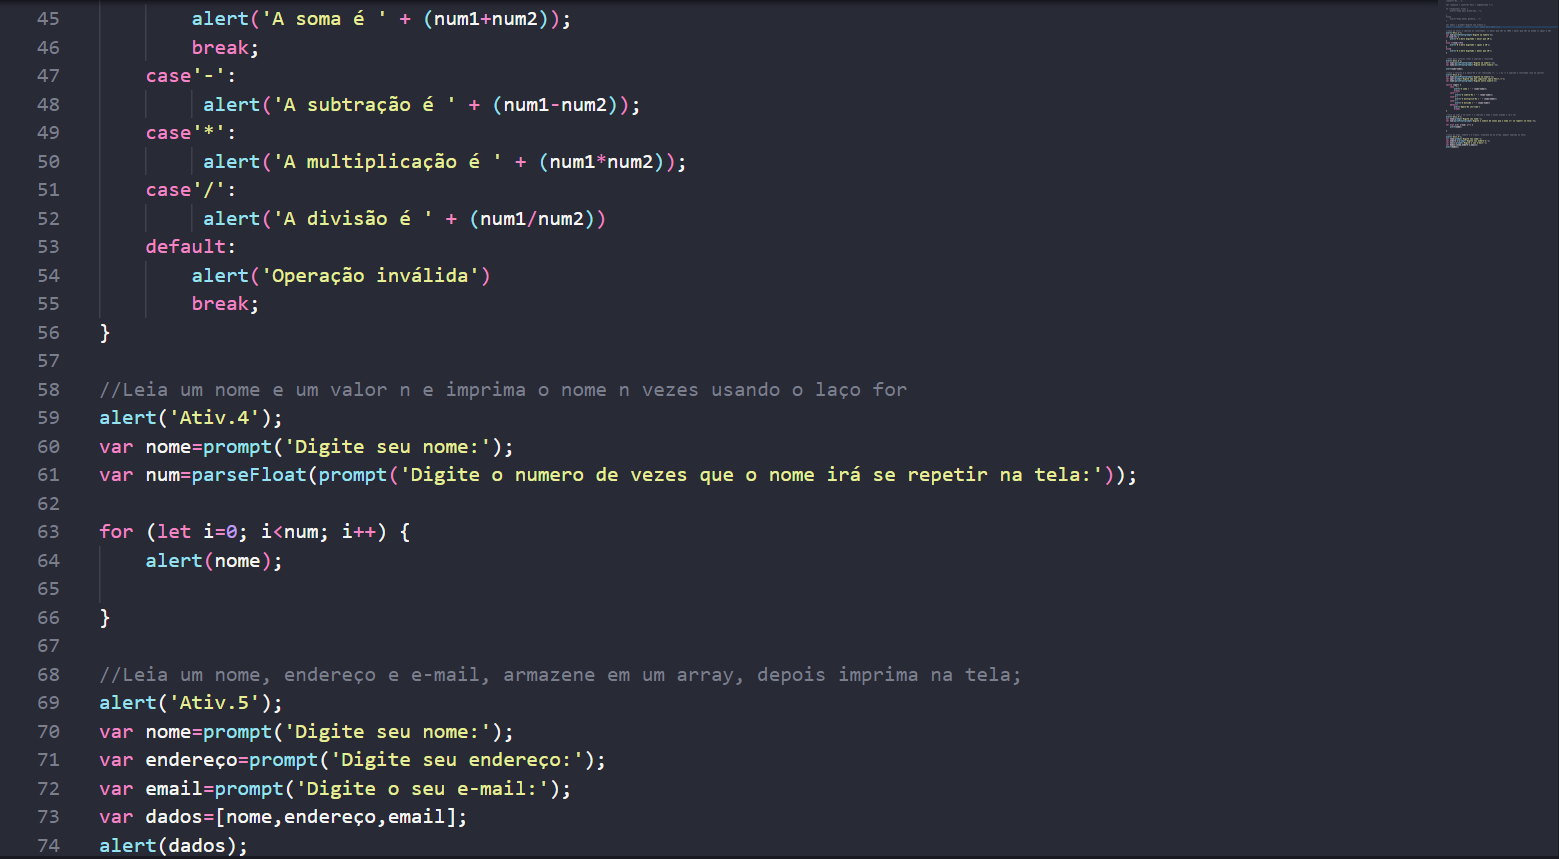 45 alert('A soma é ' + (num1+num2));
46 break;
47 case'-':
48 alert('A subtração é ' + (num1-num2));
49 case'*':
50 alert('A multiplicação é ' + (num1*num2));
51 case'/':
52 alert('A divisão é ' + (num1/num2))
53 default:
54 alert('Operação inválida')
55 break;
56 }
57
58 //Leia um nome e um valor n e imprima o nome n vezes usando o laço for
59 alert('Ativ.4');
60 var nome=prompt('Digite seu nome:');
61 var num=parseFloat(prompt('Digite o numero de vezes que o nome irá se repetir na tela:'));
62
63 for (let i=0; i<num; i++) {
64 alert(nome);
65
66 }
67
68 //Leia um nome, endereço e e-mail, armazene em um array, depois imprima na tela;
69 alert('Ativ.5');
70 var nome=prompt('Digite seu nome:');
71 var endereço=prompt('Digite seu endereço:');
72 var email=prompt('Digite o seu e-mail:');
73 var dados=[nome,endereço,email];
74 alert(dados);